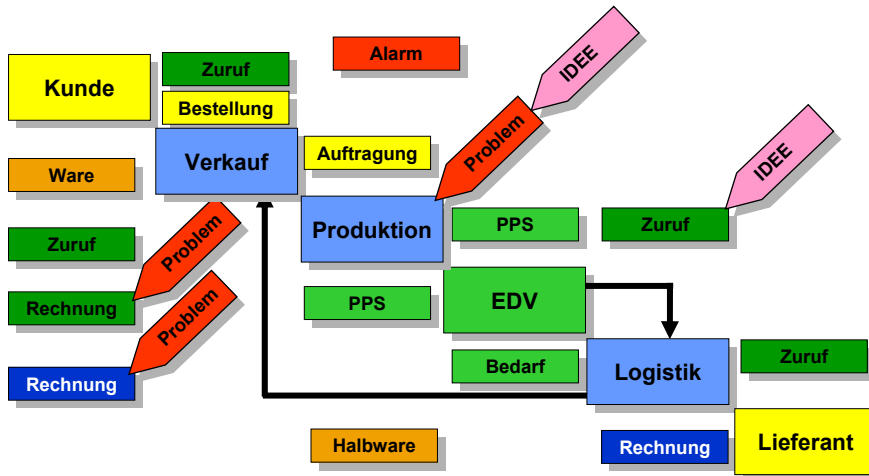 Kunde
Zuruf
Alarm
IDEE
Bestellung
Problem
Verkauf
Auftragung
IDEE
Ware
Produktion
PPS
Zuruf
Zuruf
Problem
Rechnung
PPS
EDV
Problem
Rechnung
Bedarf
Logistik
Zuruf
Halbware
Rechnung
Lieferant